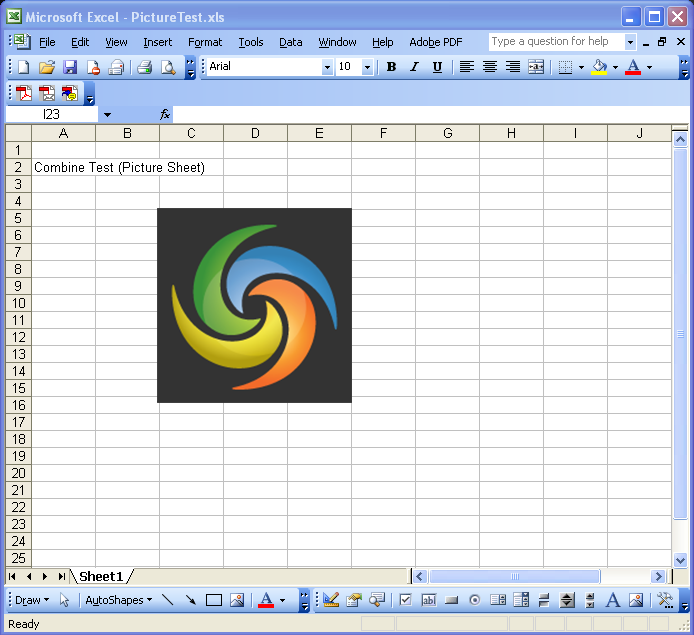 Microsoft Excel - PictureTest.xls
File Edit View Insert Format Tools Data Window Help Adobe PDF Type a question for help
Arial 10 B I U A
I23 fx
A B C D E F G H I J
1
2 Combine Test (Picture Sheet)
3
4
5
6
7
8
9
10
11
12
13
14
15
16
17
18
19
20
21
22
23
24
25
Sheet1
Draw AutoShapes A ab| A
Ready